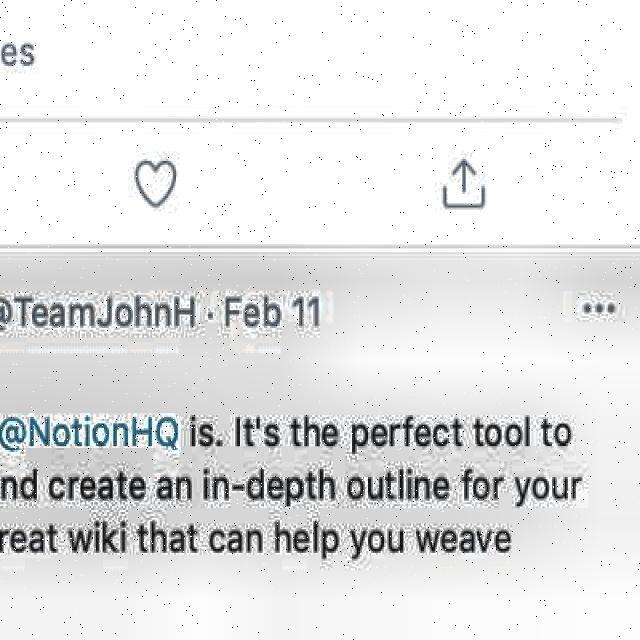 es
@TeamJohnH · Feb 11
@NotionHQ is. It's the perfect tool to
nd create an in-depth outline for your
reat wiki that can help you weave